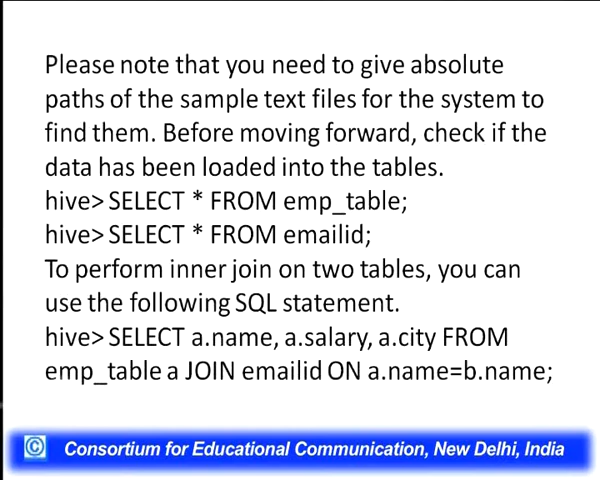 Please note that you need to give absolute
paths of the sample text files for the system to
find them. Before moving forward, check if the
data has been loaded into the tables.
hive> SELECT * FROM emp_table;
hive> SELECT * FROM emailid;
To perform inner join on two tables, you can
use the following SQL statement.
hive> SELECT a.name, a.salary, a.city FROM
emp_table a JOIN emailid ON a.name=b.name;
© Consortium for Educational Communication, New Delhi, India